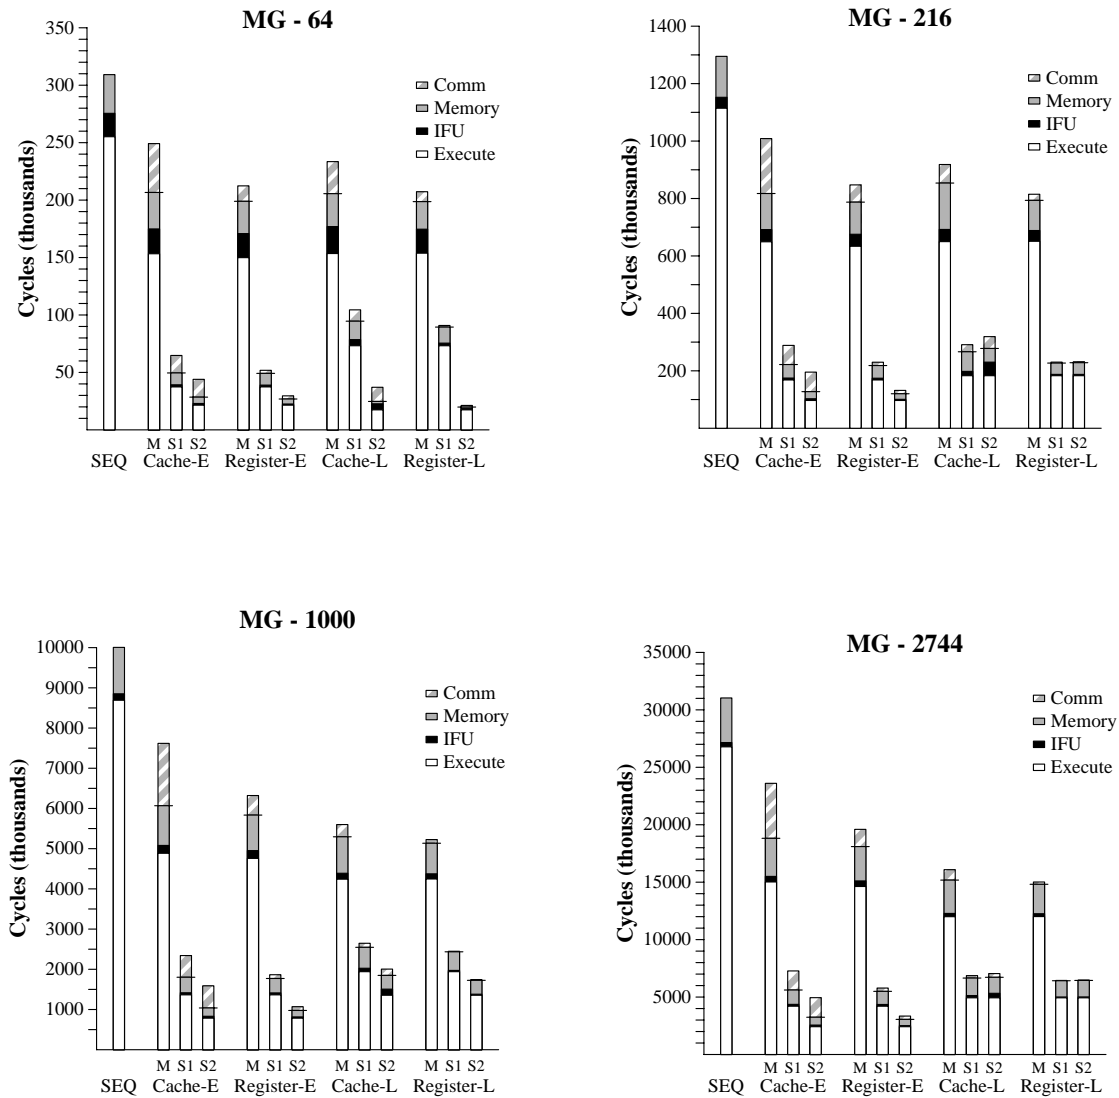 MG - 64
350
300
250
200
150
100
50
Cycles (thousands)
Comm
Memory
IFU
Execute
M S1 S2 M S1 S2 M S1 S2 M S1 S2
SEQ Cache-E Register-E Cache-L Register-L
MG - 216
1400
1200
1000
800
600
400
200
Cycles (thousands)
Comm
Memory
IFU
Execute
M S1 S2 M S1 S2 M S1 S2 M S1 S2
SEQ Cache-E Register-E Cache-L Register-L
MG - 1000
10000
9000
8000
7000
6000
5000
4000
3000
2000
1000
Cycles (thousands)
Comm
Memory
IFU
Execute
M S1 S2 M S1 S2 M S1 S2 M S1 S2
SEQ Cache-E Register-E Cache-L Register-L
MG - 2744
35000
30000
25000
20000
15000
10000
5000
Cycles (thousands)
Comm
Memory
IFU
Execute
M S1 S2 M S1 S2 M S1 S2 M S1 S2
SEQ Cache-E Register-E Cache-L Register-L